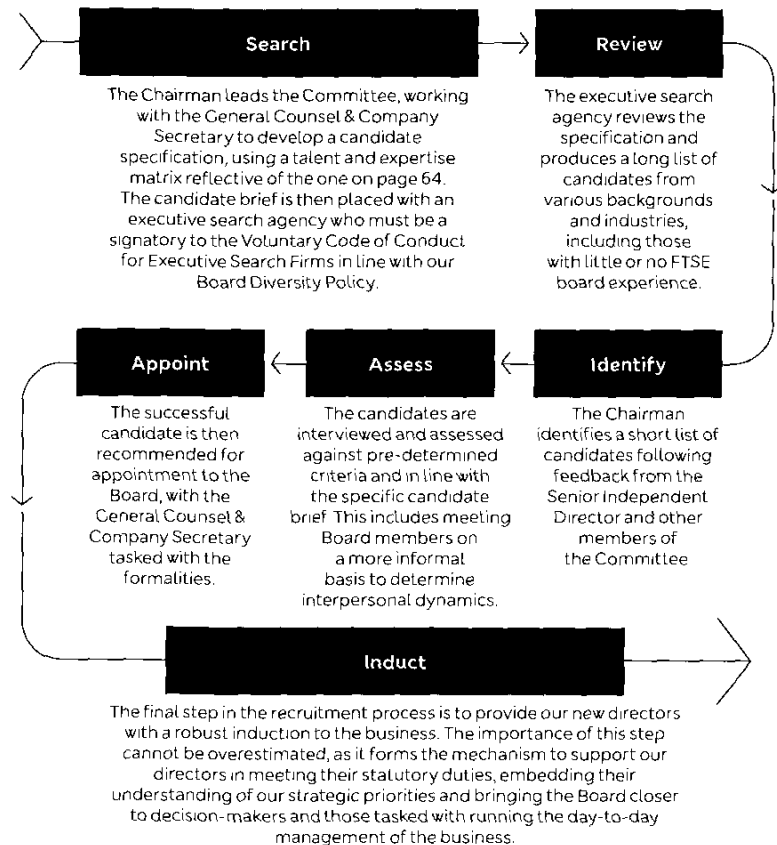 Search
The Chairman leads the Committee, working
with the General Counsel & Company
Secretary to develop a candidate
specification, using a talent and expertise
matrix reflective of the one on page 64.
The candidate brief is then placed with an
executive search agency who must be a
signatory to the Voluntary Code of Conduct
for Executive Search Firms in line with our
Board Diversity Policy.
Review
The executive search
agency reviews the
specification and
produces a long list of
candidates from
various backgrounds
and industries,
including those
with little or no FTSE
board experience.
Identify
The Chairman
identifies a short list of
candidates following
feedback from the
Senior Independent
Director and other
members of
the Committee
Assess
The candidates are
interviewed and assessed
against pre-determined
criteria and in line with
the specific candidate
brief This includes meeting
Board members on
a more informal
basis to determine
interpersonal dynamics.
Appoint
The successful
candidate is then
recommended for
appointment to the
Board, with the
General Counsel &
Company Secretary
tasked with the
formalities.
Induct
The final step in the recruitment process is to provide our new directors
with a robust induction to the business. The importance of this step
cannot be overestimated, as it forms the mechanism to support our
directors in meeting their statutory duties, embedding their
understanding of our strategic priorities and bringing the Board closer
to decision-makers and those tasked with running the day-to-day
management of the business.